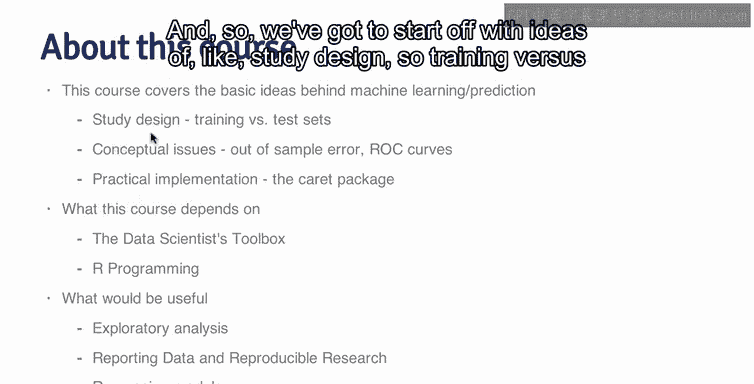 And, so, we've got to start off with ideas
of, like, study design, so training versus
About this course
· This course covers the basic ideas behind machine learning/prediction
- Study design - training vs. test sets
- Conceptual issues - out of sample error, ROC curves
- Practical implementation - the caret package
· What this course depends on
- The Data Scientist's Toolbox
- R Programming
· What would be useful
- Exploratory analysis
- Reporting Data and Reproducible Research